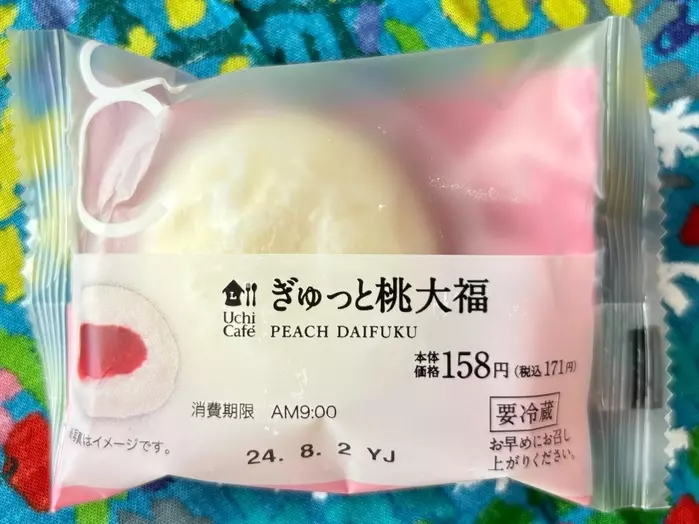 ぎゅっと桃大福
Uchi
Café
PEACH DAIFUKU
本体
価格158円(税込171円)
消費期限 AM9:00
24. 8. 2 YJ
要冷蔵
お早めにお召し
上がりください。
写真はイメージです。